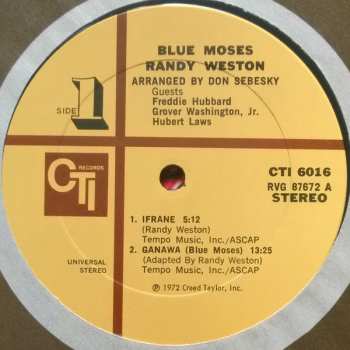 BLUE MOSES
RANDY WESTON
ARRANGED BY DON SEBESKY
Guests
Freddie Hubbard
Grover Washington, Jr.
Hubert Laws
SIDE 1
CTI 6016
RVG 87672 A
STEREO
CTI RECORDS
UNIVERSAL
STEREO
1. IFRANE 5:12
(Randy Weston)
Tempo Music, Inc./ASCAP
2. GANAWA (Blue Moses) 13:25
(Adapted By Randy Weston)
Tempo Music, Inc./ASCAP
℗ 1972 Creed Taylor, Inc.